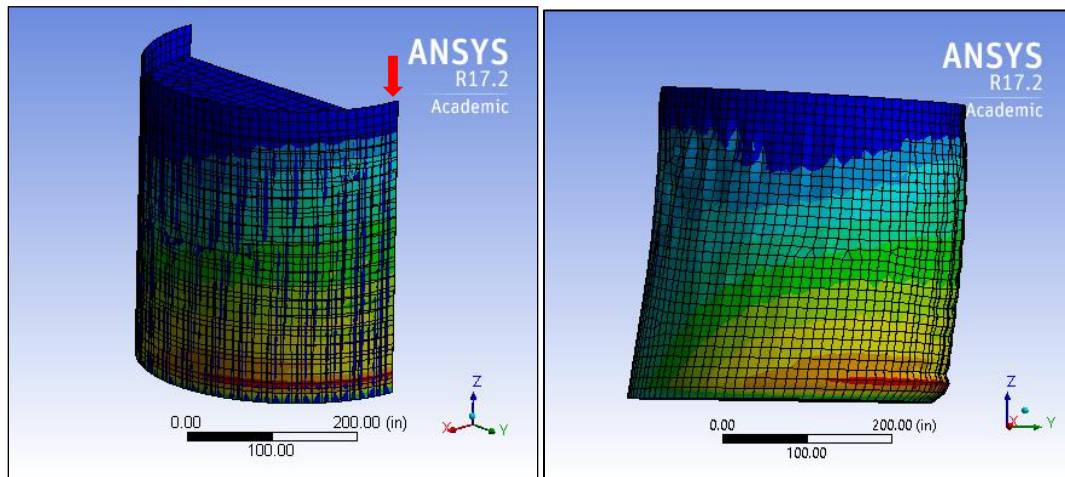 ANSYS
R17.2
Academic
Z
X
Y
0.00
200.00 (in)
100.00
ANSYS
R17.2
Academic
Z
X
Y
0.00
200.00 (in)
100.00